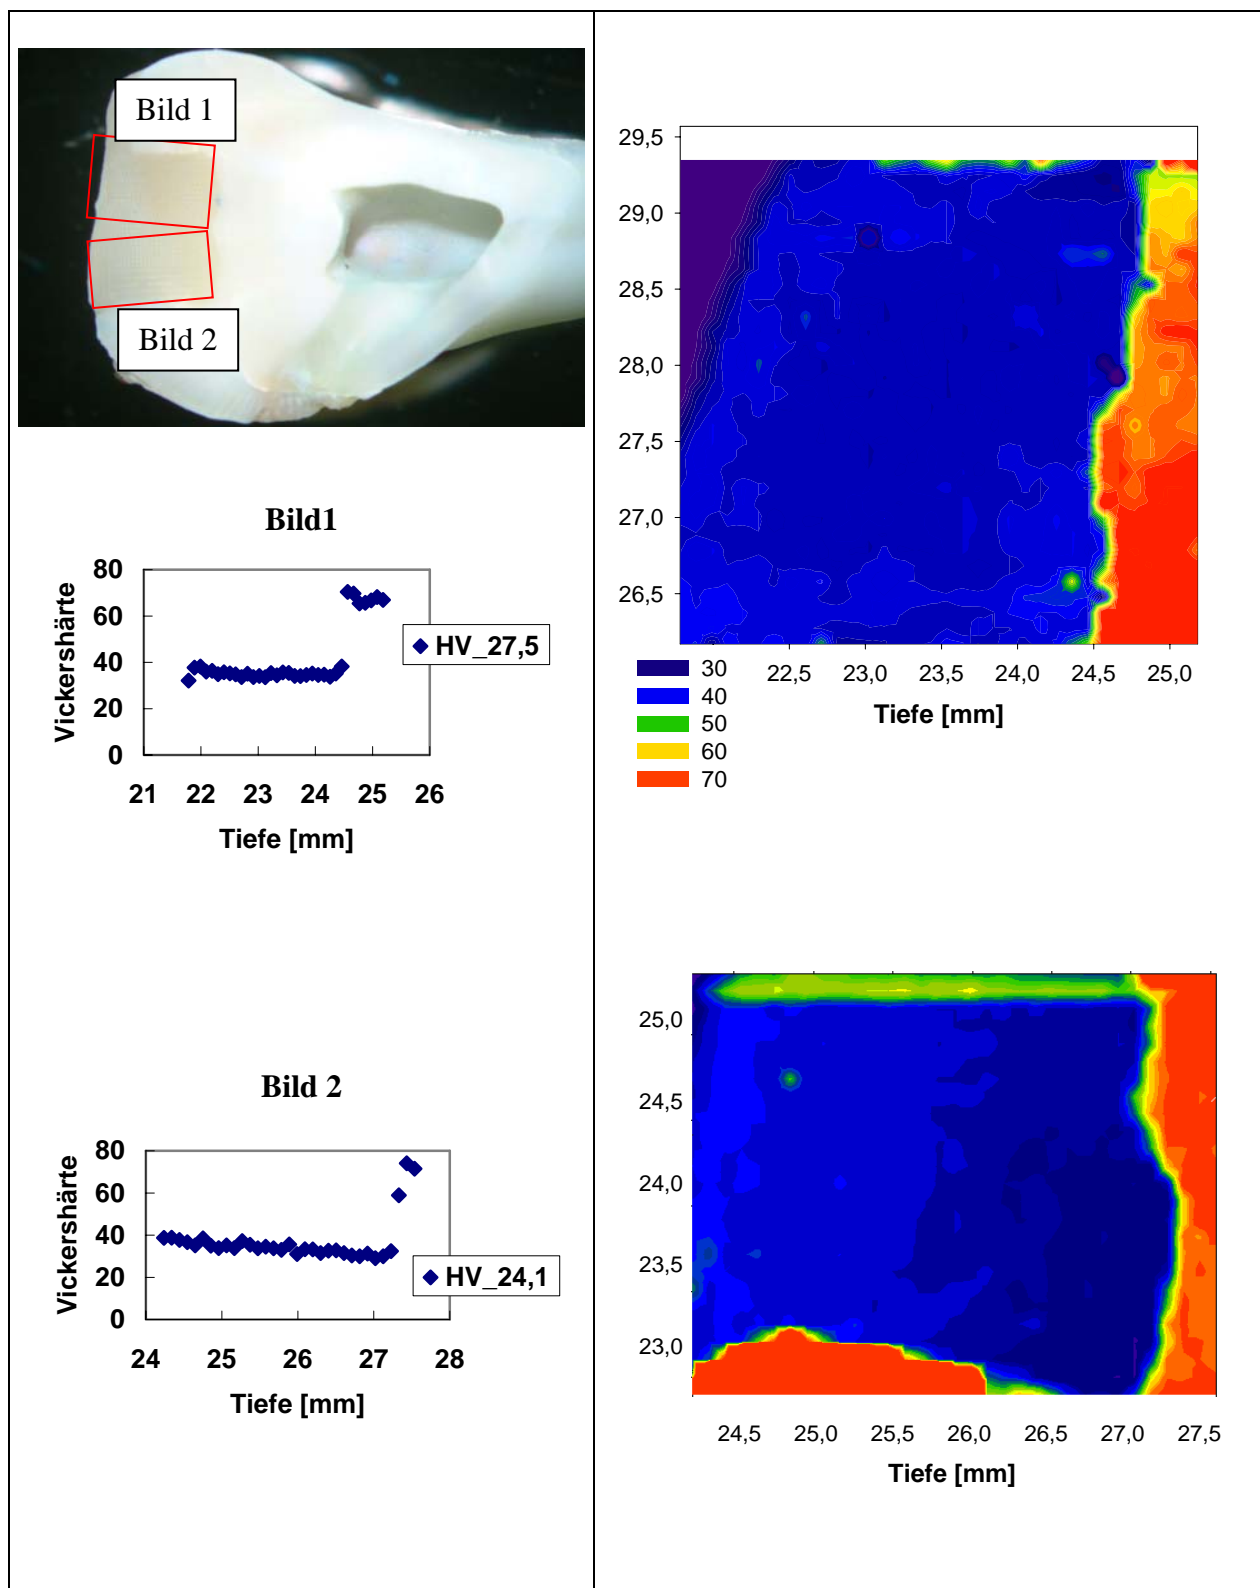 Bild 1
Bild 2
Bild1
80
60
40
20
0
Vickershärte
HV_27,5
21 22 23 24 25 26
Tiefe [mm]
Bild 2
80
60
40
20
0
Vickershärte
HV_24,1
24 25 26 27 28
Tiefe [mm]
29,5
29,0
28,5
28,0
27,5
27,0
26,5
22,5 23,0 23,5 24,0 24,5 25,0
Tiefe [mm]
30
40
50
60
70
25,0
24,5
24,0
23,5
23,0
24,5 25,0 25,5 26,0 26,5 27,0 27,5
Tiefe [mm]